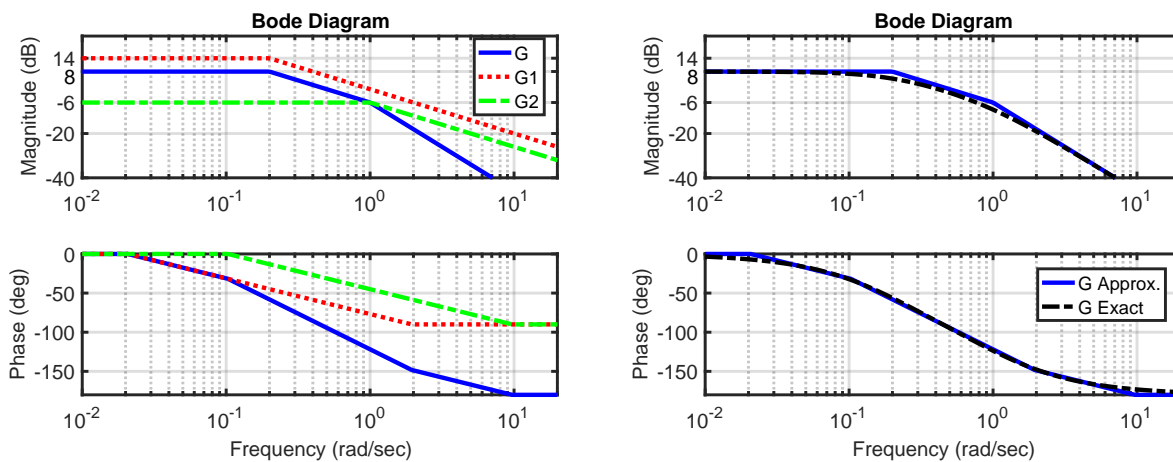 Bode Diagram
Magnitude (dB)
14
8
-6
-20
-40
G
G1
G2
10^-2
10^-1
10^0
10^1
Phase (deg)
0
-50
-100
-150
10^-2
10^-1
10^0
10^1
Frequency (rad/sec)
Bode Diagram
Magnitude (dB)
14
8
-6
-20
-40
10^-2
10^-1
10^0
10^1
Phase (deg)
0
-50
-100
-150
G Approx.
G Exact
10^-2
10^-1
10^0
10^1
Frequency (rad/sec)